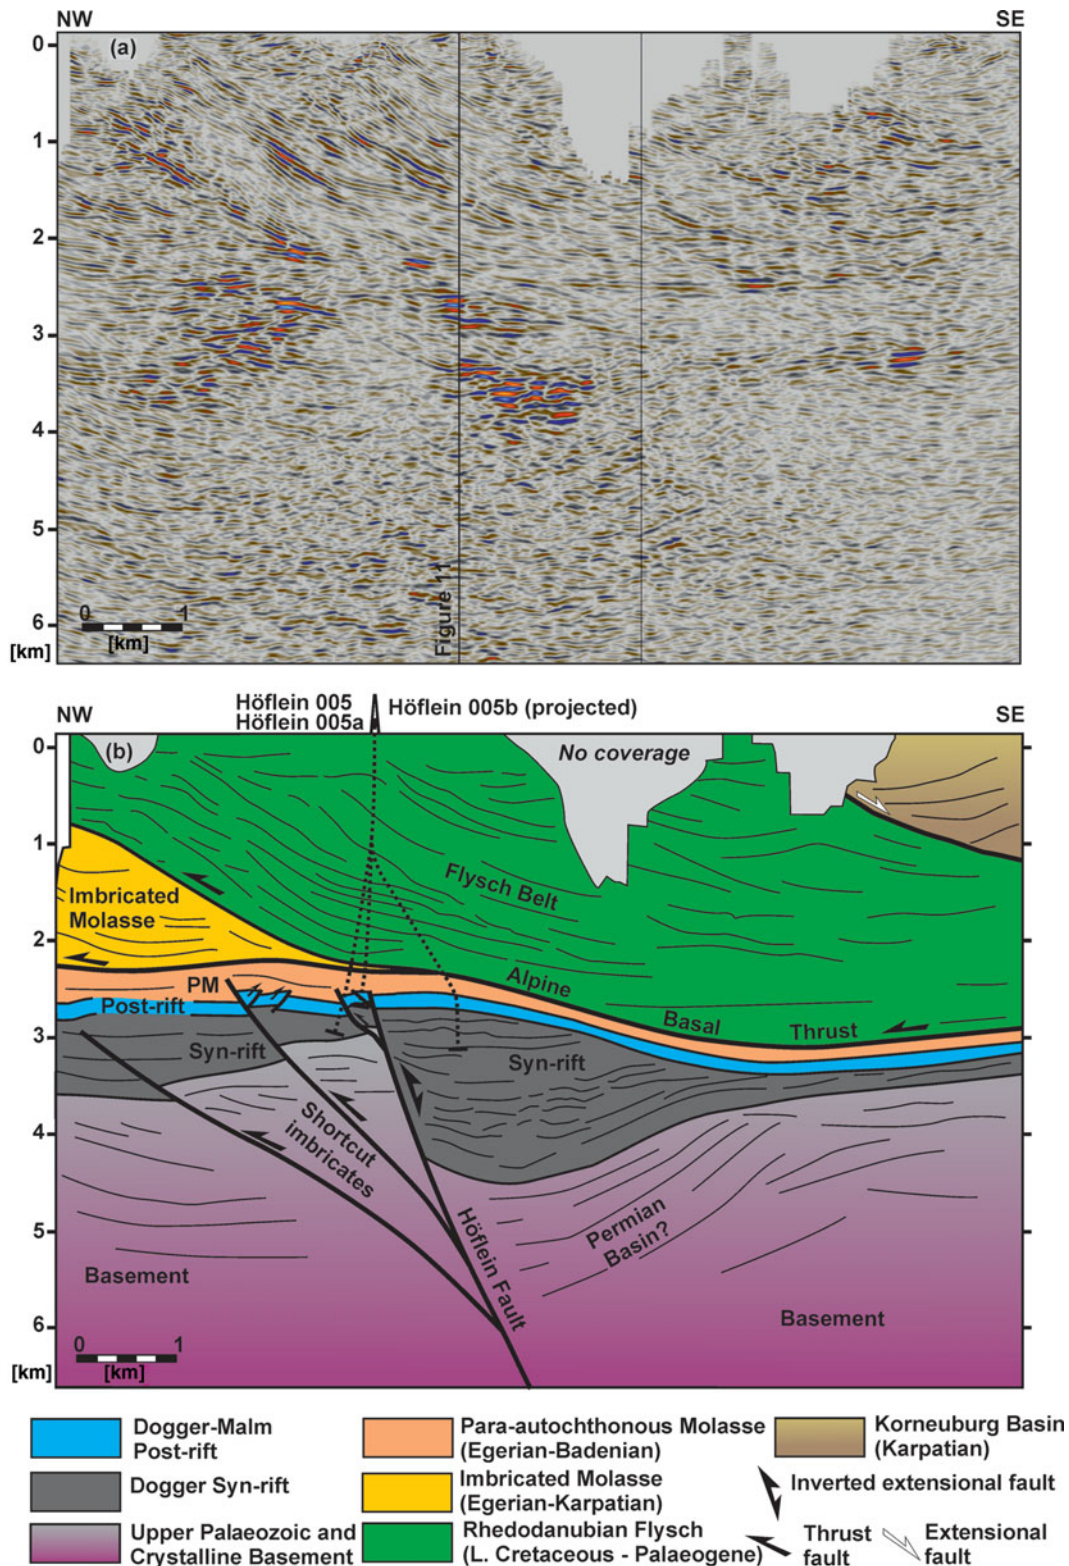 NW
SE
(a)
0
1
2
3
4
5
6
[km]
0
1
[km]
Figure 11
Höflein 005
Höflein 005a
Höflein 005b (projected)
NW
SE
(b)
No coverage
0
1
2
3
4
5
6
[km]
Imbricated
Molasse
Flysch Belt
Alpine
Basal
Thrust
PM
Post-rift
Syn-rift
Syn-rift
Shortcut
imbricates
Höflein Fault
Permian
Basin?
Basement
Basement
0
1
[km]
Dogger-Malm
Post-rift
Dogger Syn-rift
Upper Palaeozoic and
Crystalline Basement
Para-autochthonous Molasse
(Egerian-Badenian)
Imbricated Molasse
(Egerian-Karpatian)
Rhedodanubian Flysch
(L. Cretaceous - Palaeogene)
Korneuburg Basin
(Karpatian)
Inverted extensional fault
Thrust
fault
Extensional
fault